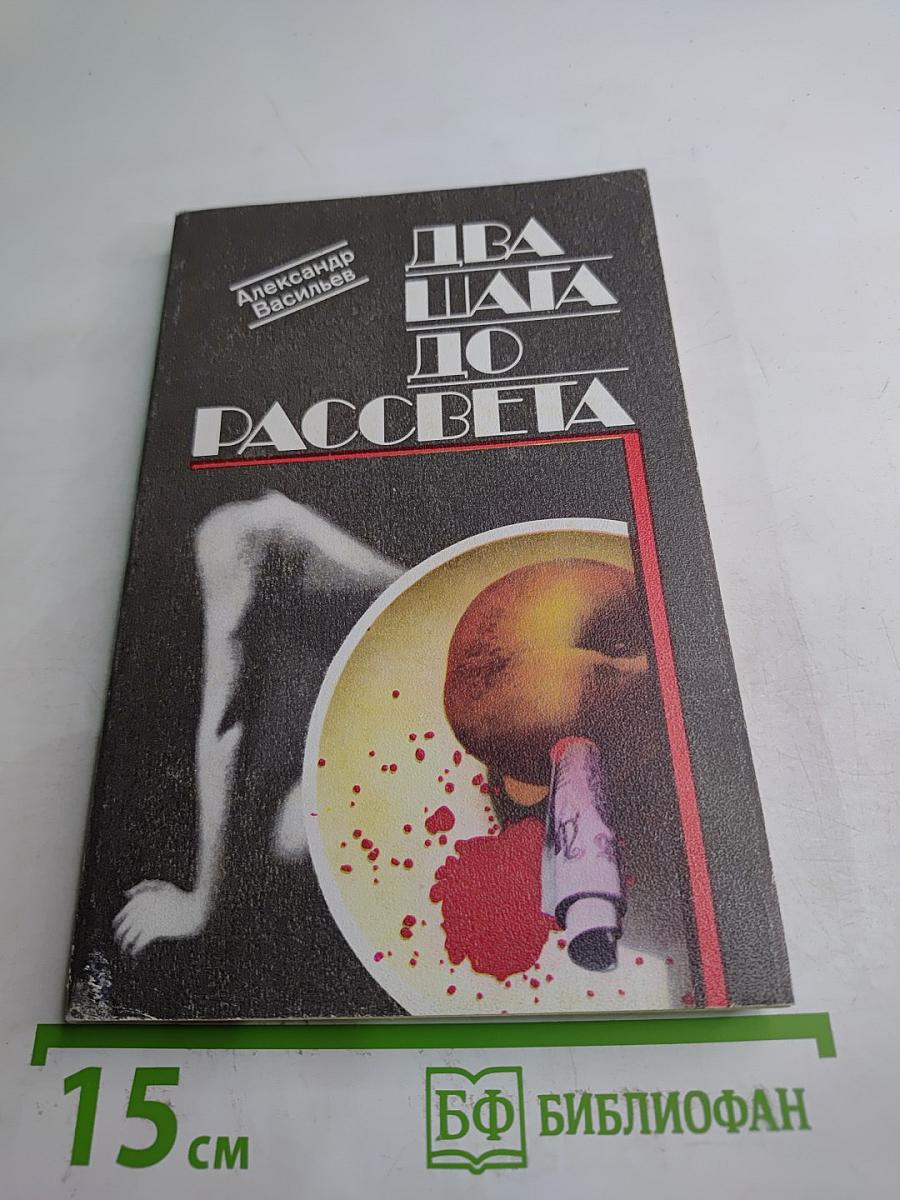 Александр
Васильев
ДВА
ШАГА
ДО
РАССВЕТА
15 см
БФ БИБЛИОФАН